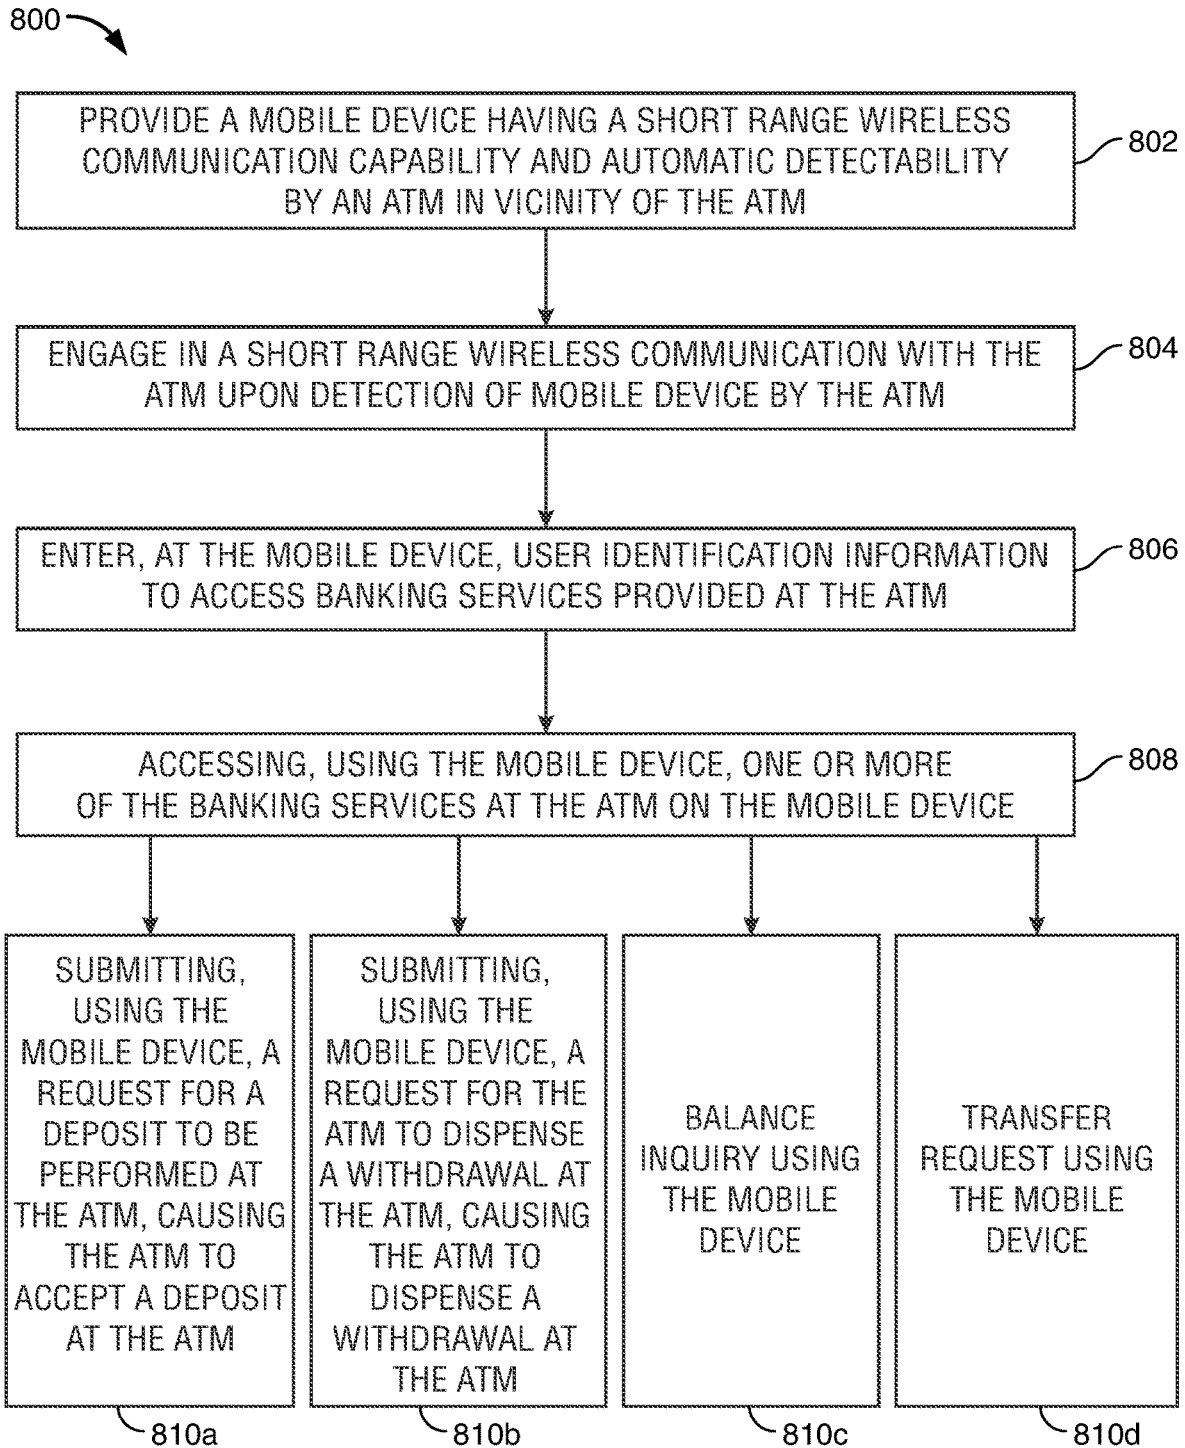 800
PROVIDE A MOBILE DEVICE HAVING A SHORT RANGE WIRELESS
COMMUNICATION CAPABILITY AND AUTOMATIC DETECTABILITY
BY AN ATM IN VICINITY OF THE ATM
802
ENGAGE IN A SHORT RANGE WIRELESS COMMUNICATION WITH THE
ATM UPON DETECTION OF MOBILE DEVICE BY THE ATM
804
ENTER, AT THE MOBILE DEVICE, USER IDENTIFICATION INFORMATION
TO ACCESS BANKING SERVICES PROVIDED AT THE ATM
806
ACCESSING, USING THE MOBILE DEVICE, ONE OR MORE
OF THE BANKING SERVICES AT THE ATM ON THE MOBILE DEVICE
808
SUBMITTING,
USING THE
MOBILE DEVICE, A
REQUEST FOR A
DEPOSIT TO BE
PERFORMED AT
THE ATM, CAUSING
THE ATM TO
ACCEPT A DEPOSIT
AT THE ATM
810a
SUBMITTING,
USING THE
MOBILE DEVICE, A
REQUEST FOR THE
ATM TO DISPENSE
A WITHDRAWAL AT
THE ATM, CAUSING
THE ATM TO
DISPENSE A
WITHDRAWAL AT
THE ATM
810b
BALANCE
INQUIRY USING
THE MOBILE
DEVICE
810c
TRANSFER
REQUEST USING
THE MOBILE
DEVICE
810d